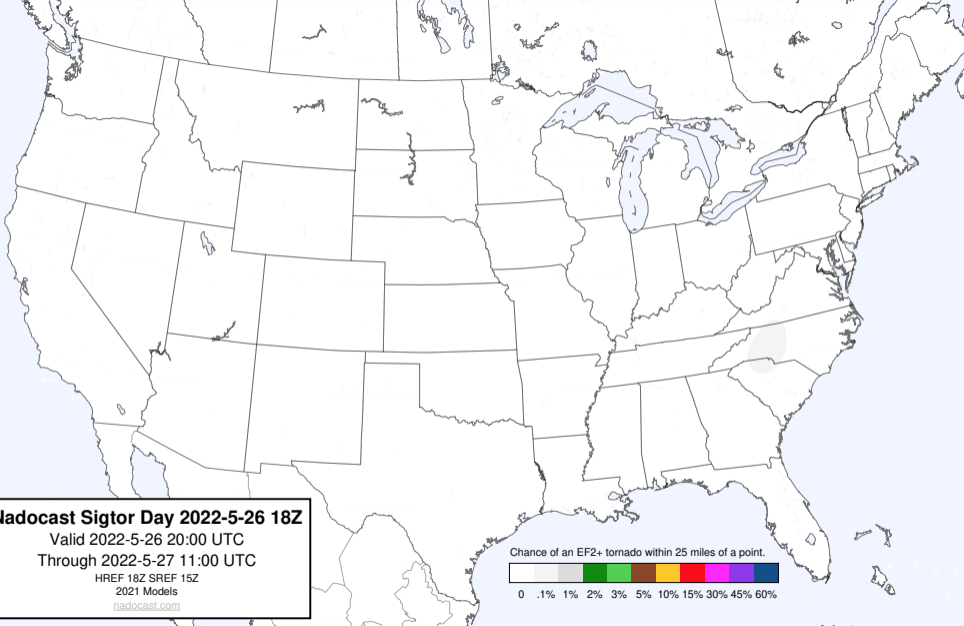 Nadocast Sigtor Day 2022-5-26 18Z
Valid 2022-5-26 20:00 UTC
Through 2022-5-27 11:00 UTC
HREF 18Z SREF 15Z
2021 Models
nadocast.com
Chance of an EF2+ tornado within 25 miles of a point.
0 .1% 1% 2% 3% 5% 10% 15% 30% 45% 60%